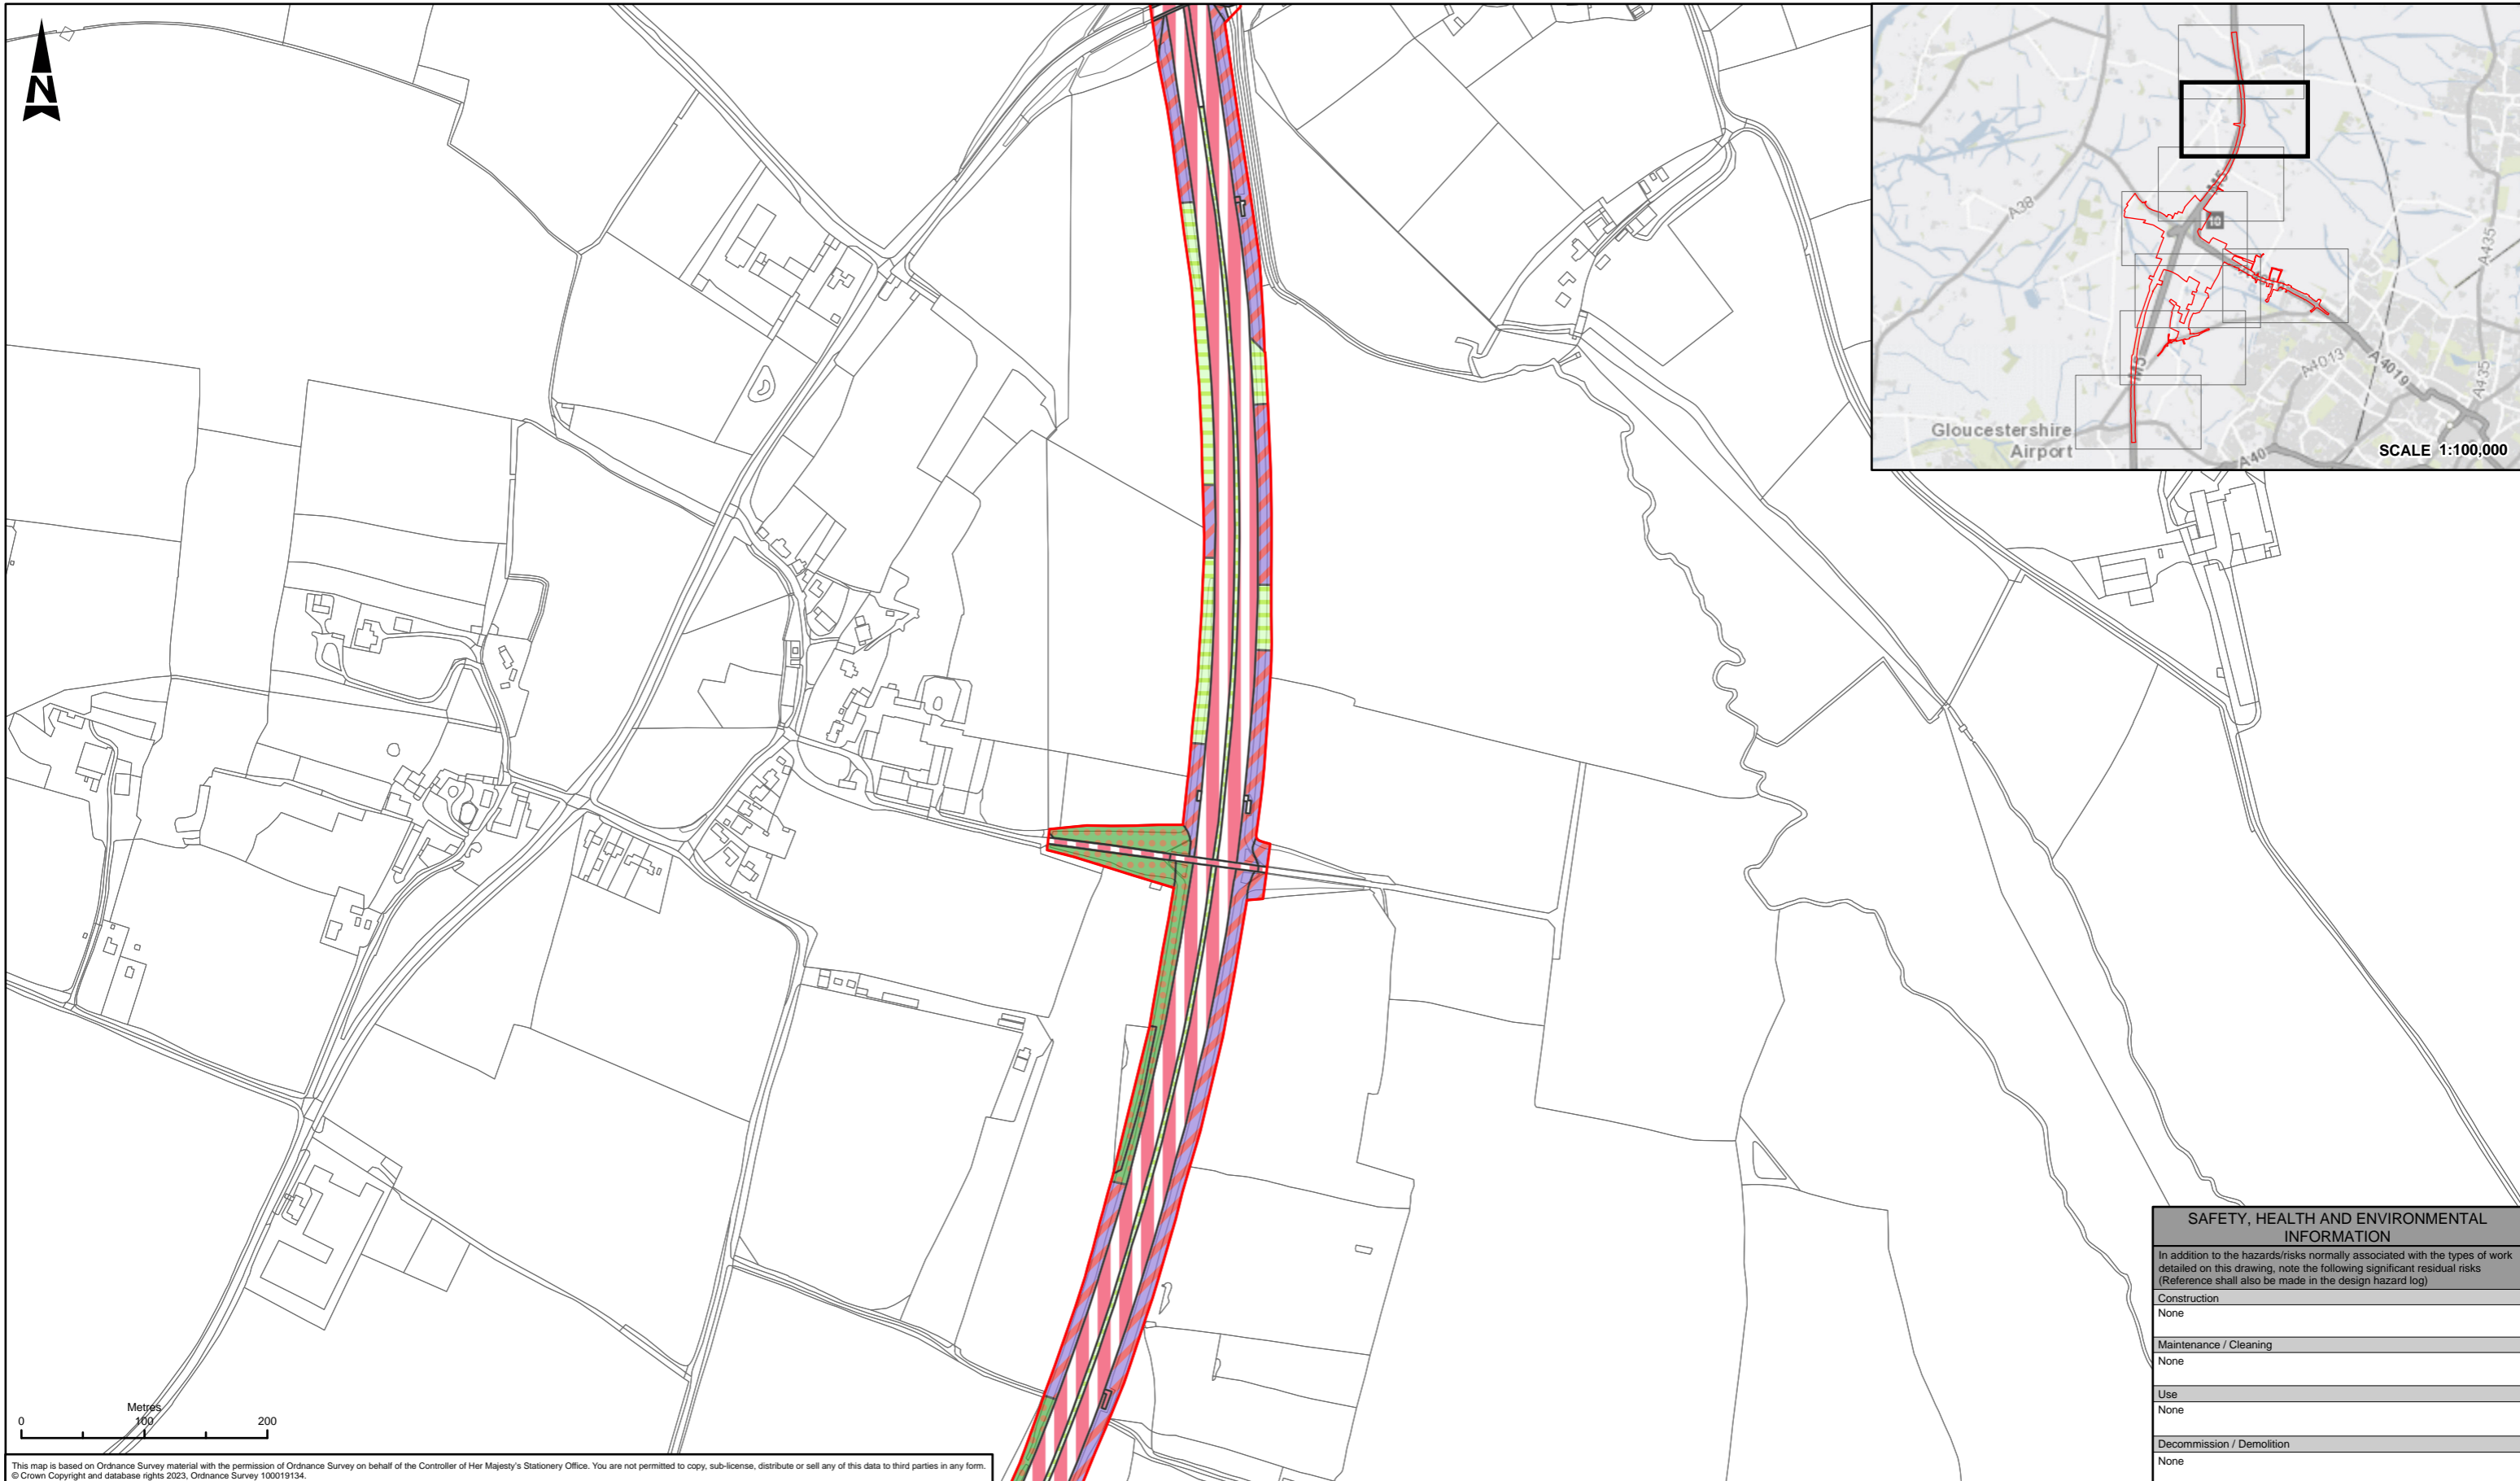 N
A38
M5
10
A435
A4013
A4019
A435
M5
Gloucestershire
Airport
A40
SCALE 1:100,000
SAFETY, HEALTH AND ENVIRONMENTAL
INFORMATION
In addition to the hazards/risks normally associated with the types of work
detailed on this drawing, note the following significant residual risks
(Reference shall also be made in the design hazard log)
Construction
None
Maintenance / Cleaning
None
Use
None
Decommission / Demolition
None
Metres
0 100 200
This map is based on Ordnance Survey material with the permission of Ordnance Survey on behalf of the Controller of Her Majesty's Stationery Office. You are not permitted to copy, sub-license, distribute or sell any of this data to third parties in any form.
© Crown Copyright and database rights 2023, Ordnance Survey 100019134.